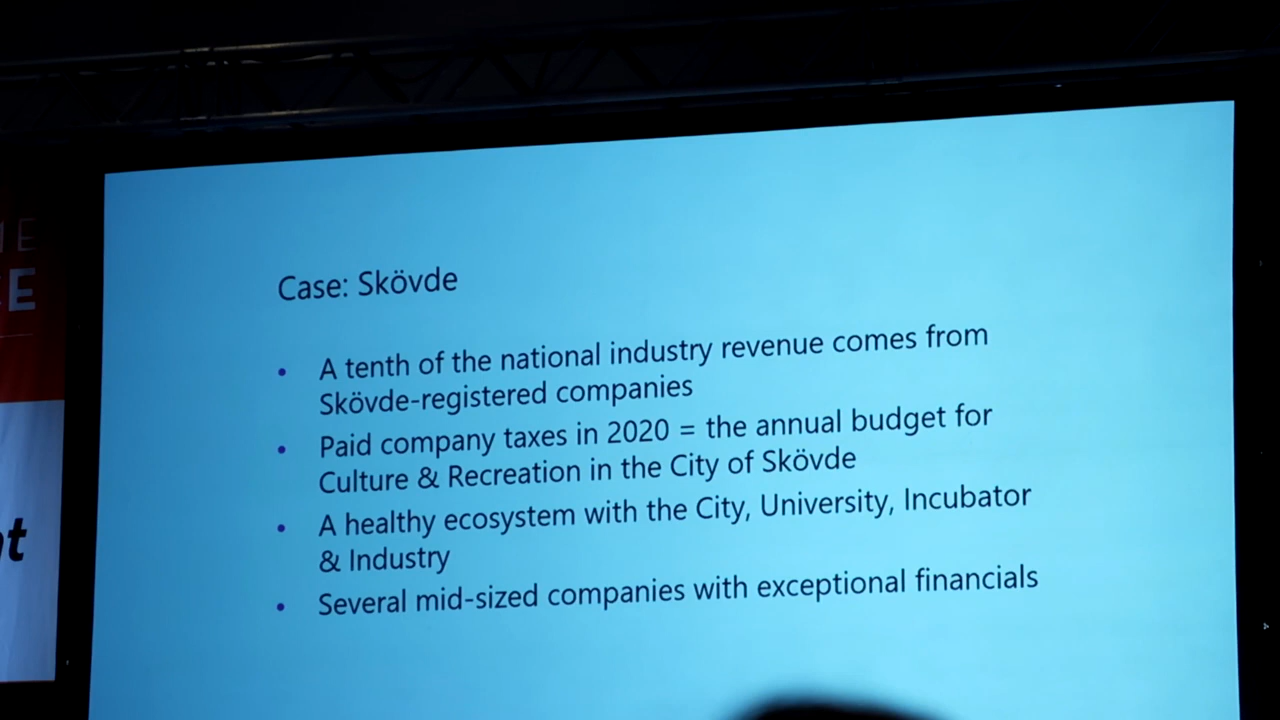 Case: Skövde
• A tenth of the national industry revenue comes from
Skövde-registered companies
• Paid company taxes in 2020 = the annual budget for
Culture & Recreation in the City of Skövde
• A healthy ecosystem with the City, University, Incubator
& Industry
• Several mid-sized companies with exceptional financials